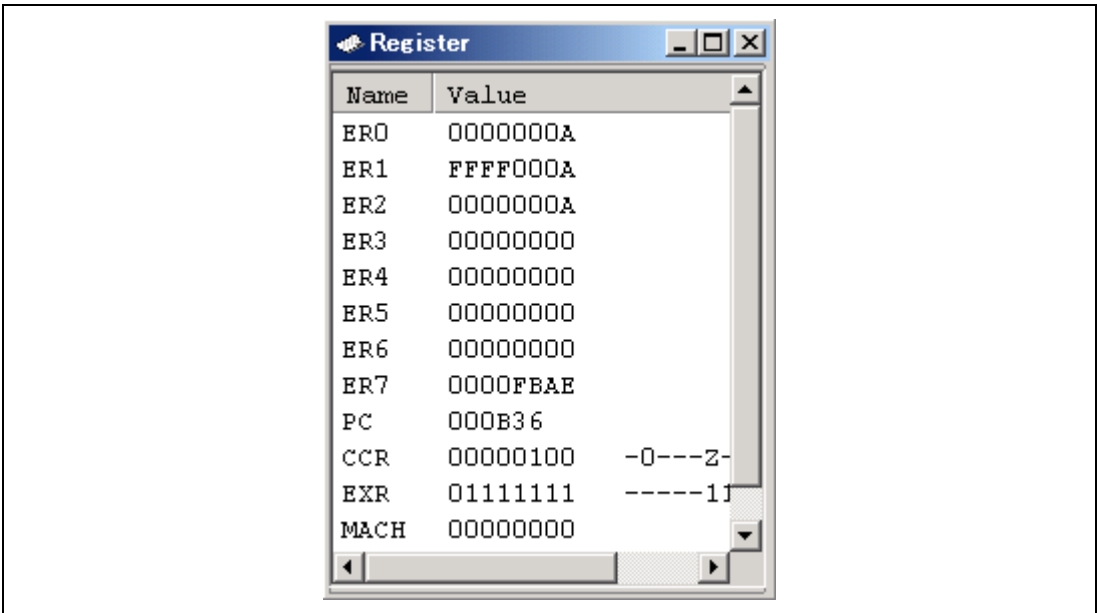 Register
Name Value
ER0 0000000A
ER1 FFFF000A
ER2 0000000A
ER3 00000000
ER4 00000000
ER5 00000000
ER6 00000000
ER7 0000FBAE
PC 000B36
CCR 00000100 -0---Z-
EXR 01111111 -----11
MACH 00000000